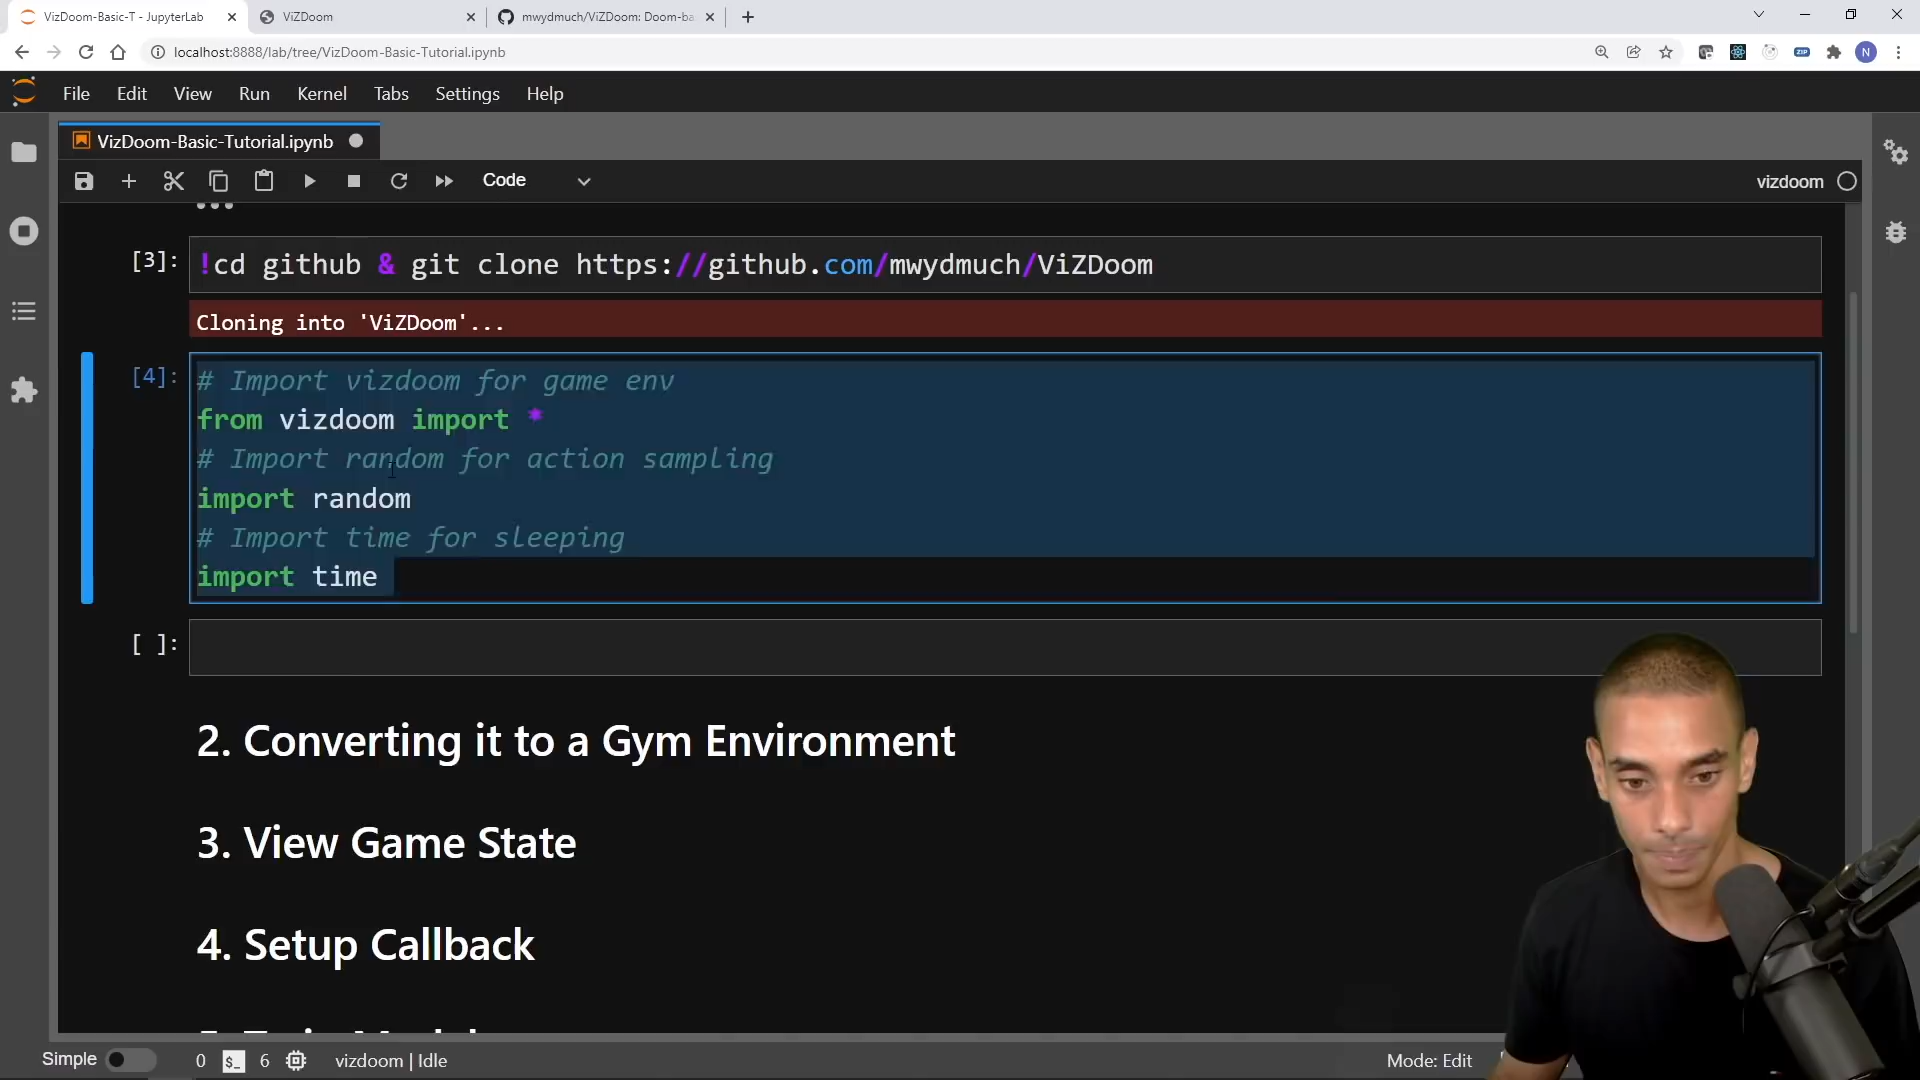 VizDoom-Basic-T - JupyterLab
ViZDoom
mwydmuch/ViZDoom: Doom-ba
localhost:8888/lab/tree/VizDoom-Basic-Tutorial.ipynb
ZIP
N
File Edit View Run Kernel Tabs Settings Help
VizDoom-Basic-Tutorial.ipynb
Code
vizdoom
[3]: !cd github & git clone https://github.com/mwydmuch/ViZDoom
Cloning into 'ViZDoom'...
[4]: # Import vizdoom for game env
from vizdoom import *
# Import random for action sampling
import random
# Import time for sleeping
import time
[ ]:
2. Converting it to a Gym Environment
3. View Game State
4. Setup Callback
Simple 0 $_ 6 vizdoom | Idle Mode: Edit